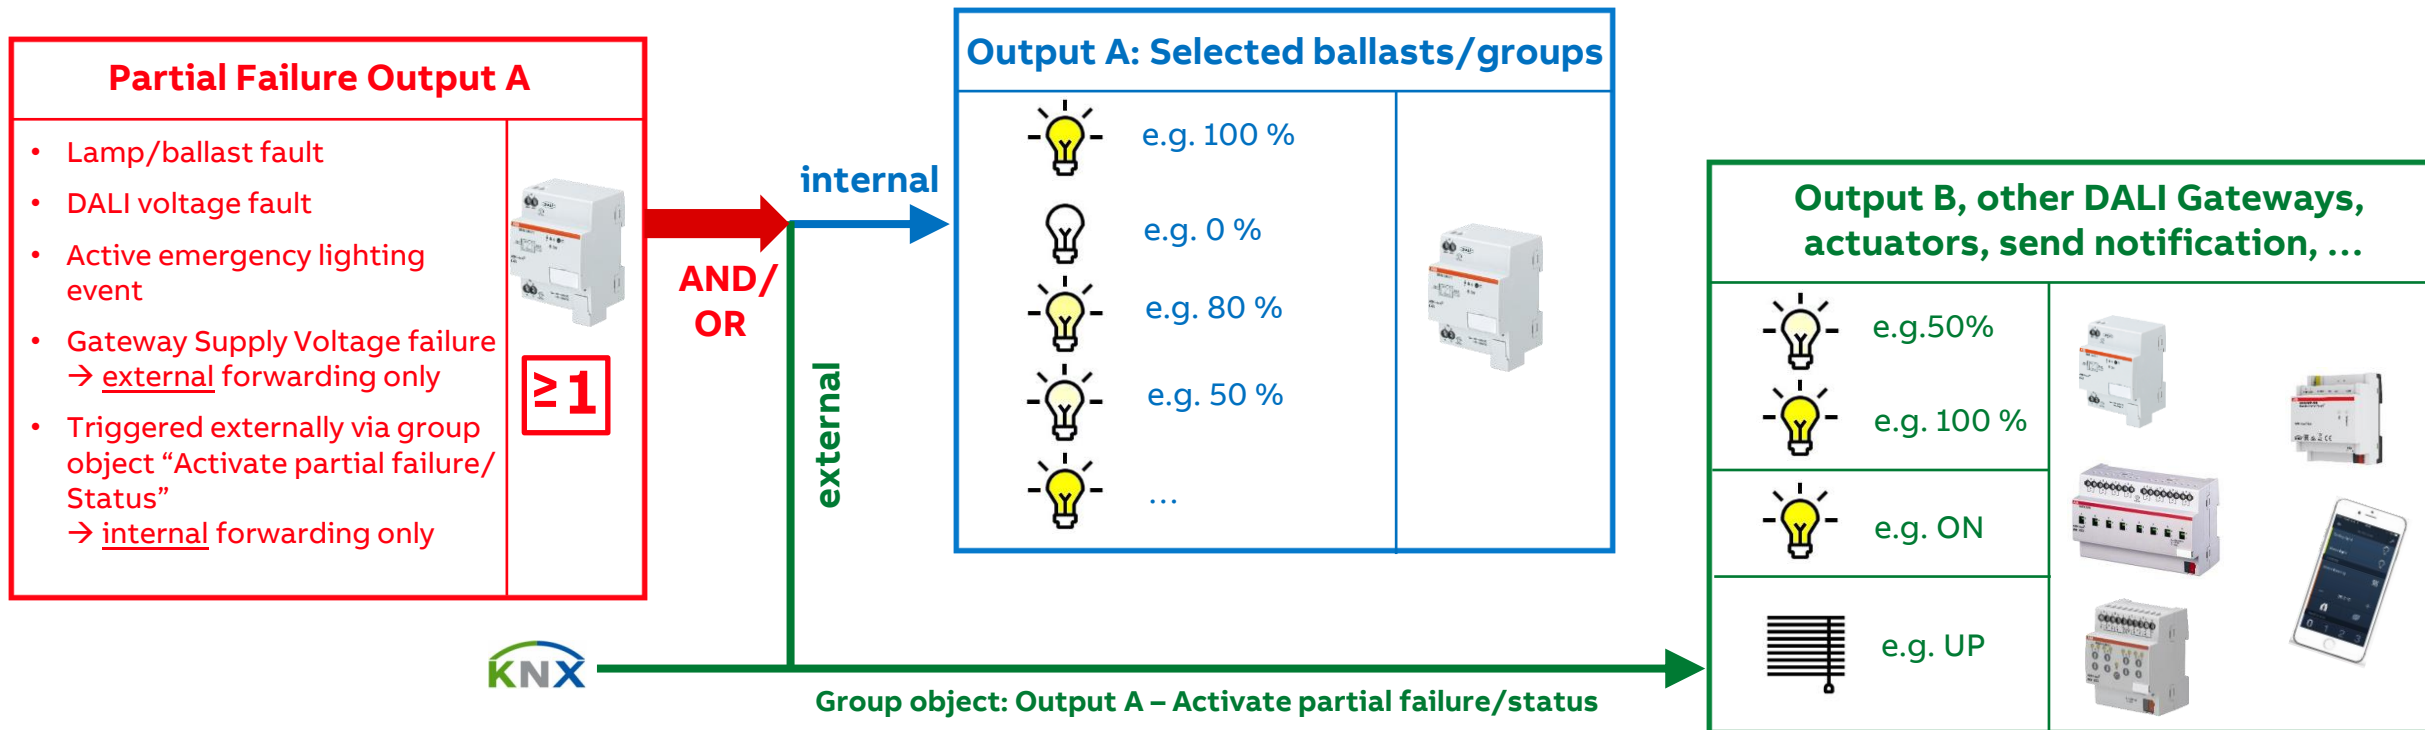 Partial Failure Output A
• Lamp/ballast fault
• DALI voltage fault
• Active emergency lighting
event
• Gateway Supply Voltage failure
→ external forwarding only
• Triggered externally via group
object “Activate partial failure/
Status”
→ internal forwarding only
≥1
AND/
OR
internal
external
Output A: Selected ballasts/groups
e.g. 100 %
e.g. 0 %
e.g. 80 %
e.g. 50 %
...
Output B, other DALI Gateways,
actuators, send notification, ...
e.g.50%
e.g. 100 %
e.g. ON
e.g. UP
KNX
Group object: Output A – Activate partial failure/status